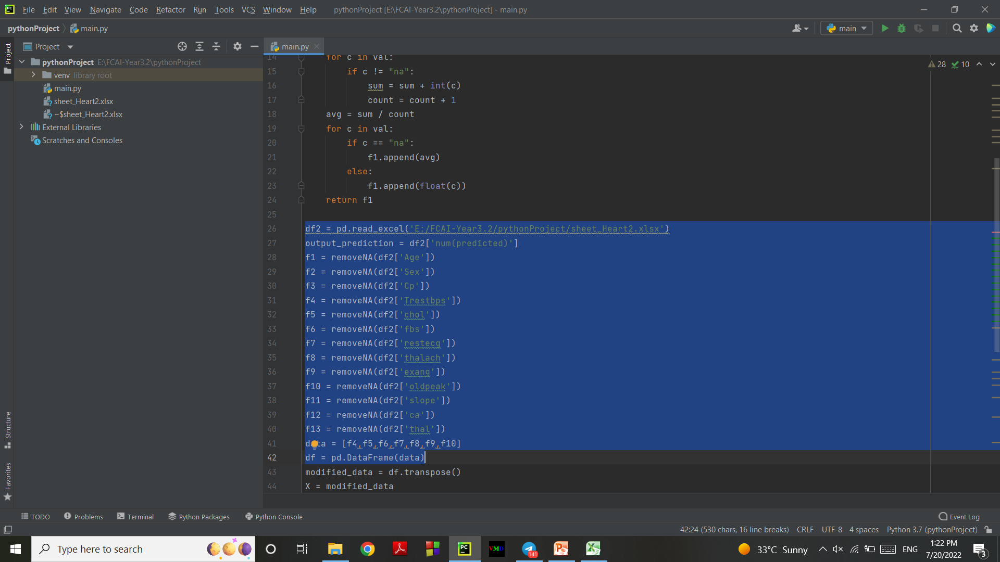 File Edit View Navigate Code Refactor Run Tools VCS Window Help pythonProject [E:\FCAI-Year3.2\pythonProject] - main.py
pythonProject main.py main
Project main.py
Project
pythonProject E:\FCAI-Year3.2\pythonProject
venv library root
main.py
sheet_Heart2.xlsx
~$sheet_Heart2.xlsx
External Libraries
Scratches and Consoles
28 10
14 for c in val:
15 if c != "na":
16 sum = sum + int(c)
17 count = count + 1
18 avg = sum / count
19 for c in val:
20 if c == "na":
21 f1.append(avg)
22 else:
23 f1.append(float(c))
24 return f1
25
26 df2 = pd.read_excel('E:/FCAI-Year3.2/pythonProject/sheet_Heart2.xlsx')
27 output_prediction = df2['num(predicted)']
28 f1 = removeNA(df2['Age'])
29 f2 = removeNA(df2['Sex'])
30 f3 = removeNA(df2['Cp'])
31 f4 = removeNA(df2['Trestbps'])
32 f5 = removeNA(df2['chol'])
33 f6 = removeNA(df2['fbs'])
34 f7 = removeNA(df2['restecg'])
35 f8 = removeNA(df2['thalach'])
36 f9 = removeNA(df2['exang'])
37 f10 = removeNA(df2['oldpeak'])
38 f11 = removeNA(df2['slope'])
39 f12 = removeNA(df2['ca'])
40 f13 = removeNA(df2['thal'])
41 data = [f4,f5,f6,f7,f8,f9,f10]
42 df = pd.DataFrame(data)
43 modified_data = df.transpose()
44 X = modified_data
Structure
Favorites
TODO Problems Terminal Python Packages Python Console Event Log
42:24 (530 chars, 16 line breaks) CRLF UTF-8 4 spaces Python 3.7 (pythonProject)
Type here to search PC VMD 141 33°C Sunny ENG 1:22 PM
7/20/2022 3